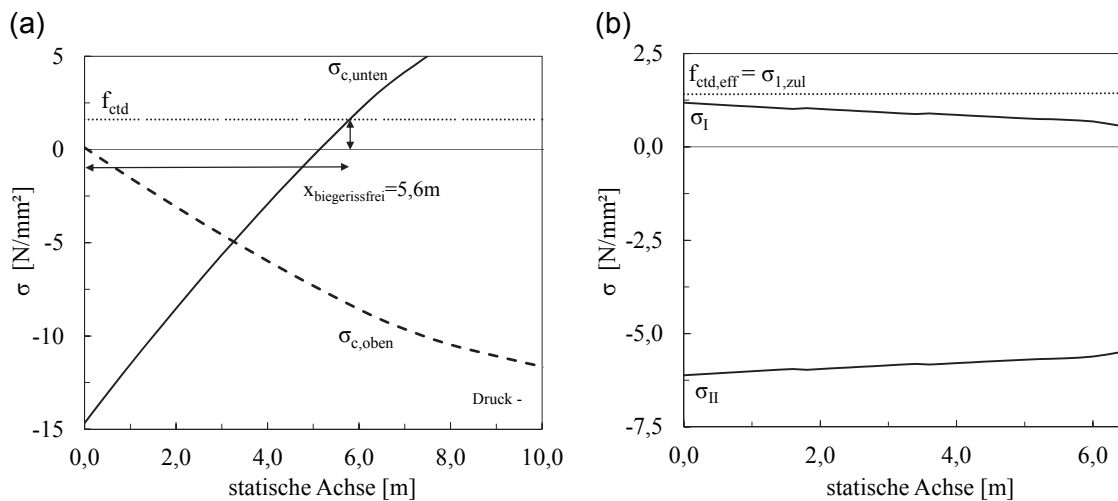 (a)
5
0
-5
-10
-15
σ [N/mm²]
0,0
2,0
4,0
6,0
8,0
10,0
statische Achse [m]
σc,unten
fctd
xbiegerissfrei=5,6m
σc,oben
Druck -
(b)
2,5
0,0
-2,5
-5,0
-7,5
σ [N/mm²]
0,0
2,0
4,0
6,0
statische Achse [m]
fctd,eff = σ1,zul
σI
σII